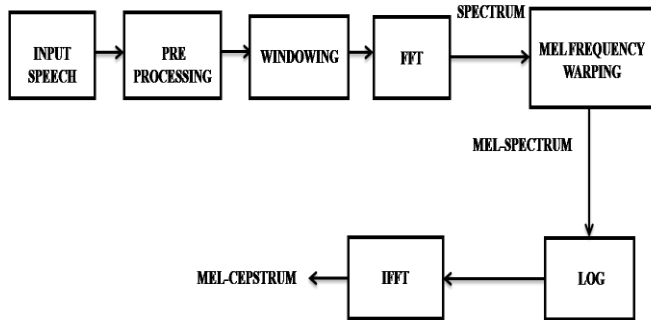 SPECTRUM
INPUT
SPEECH
PRE
PROCESSING
WINDOWING
FFT
MEL FREQUENCY
WARPING
MEL-SPECTRUM
MEL-CEPSTRUM
IFFT
LOG